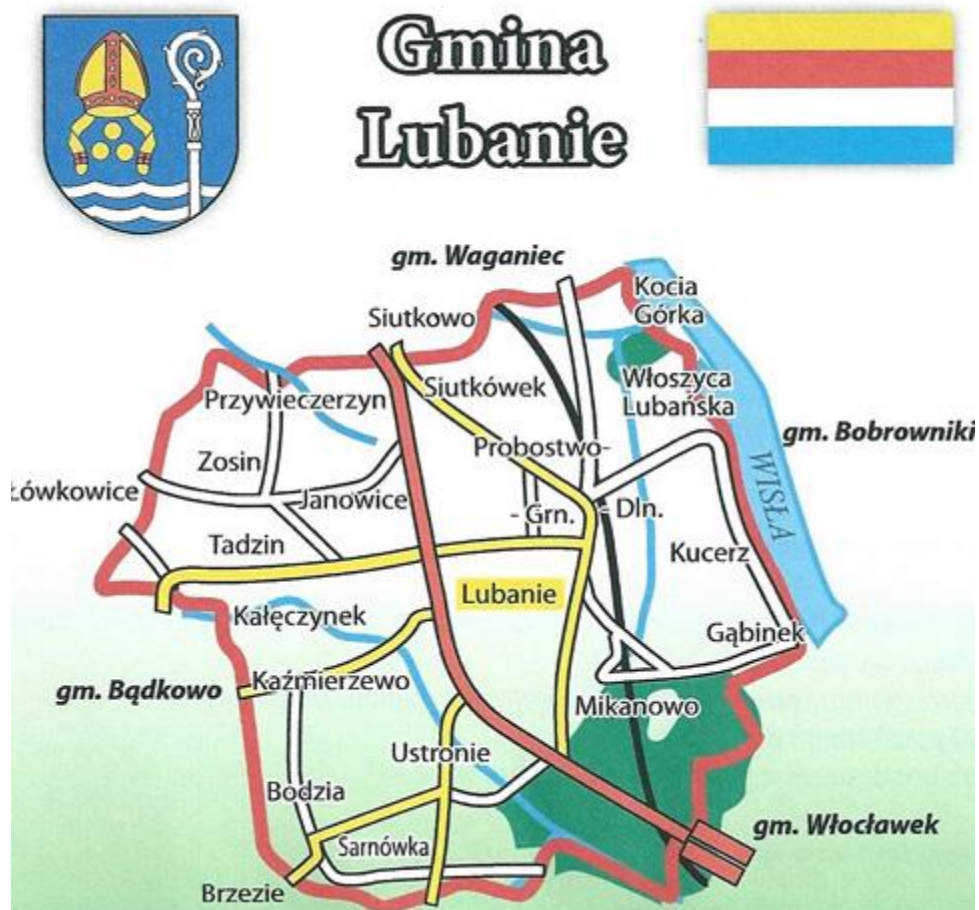 Gmina
Lubanie
gm. Waganiec
Kocia
Górka
Siutkowo
Siutkówek
Włoszyca
Lubańska
Przywieczerzyn
gm. Bobrowniki
Probostwo-
Zosin
WISŁA
Łówkowice
Janowice
- Grn.
- Dln.
Tadzin
Kucerz
Lubanie
Kałęczynek
Gąbinek
gm. Bądkowo
Kaźmierzewo
Mikanowo
Ustronie
Bodzia
gm. Włocławek
Sarnówka
Brzezie